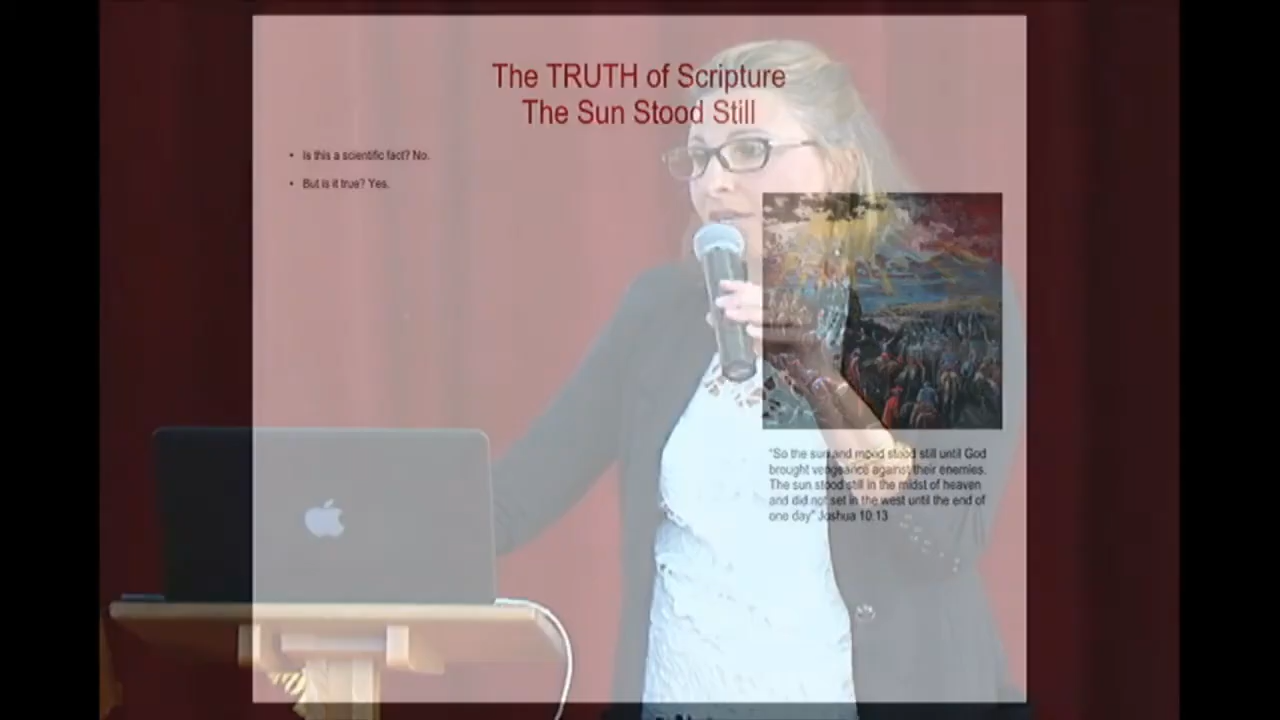 The TRUTH of Scripture
The Sun Stood Still
• Is this a scientific fact? No.
• But is it true? Yes.
"So the sun and moon stood still until God
brought vengeance against their enemies.
The sun stood still in the midst of heaven
and did not set in the west until the end of
one day" Joshua 10:13